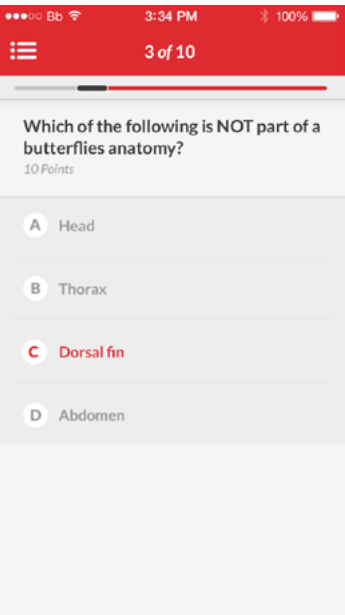 Bb 3:34 PM 100%
3 of 10
Which of the following is NOT part of a
butterflies anatomy?
10 Points
A Head
B Thorax
C Dorsal fin
D Abdomen